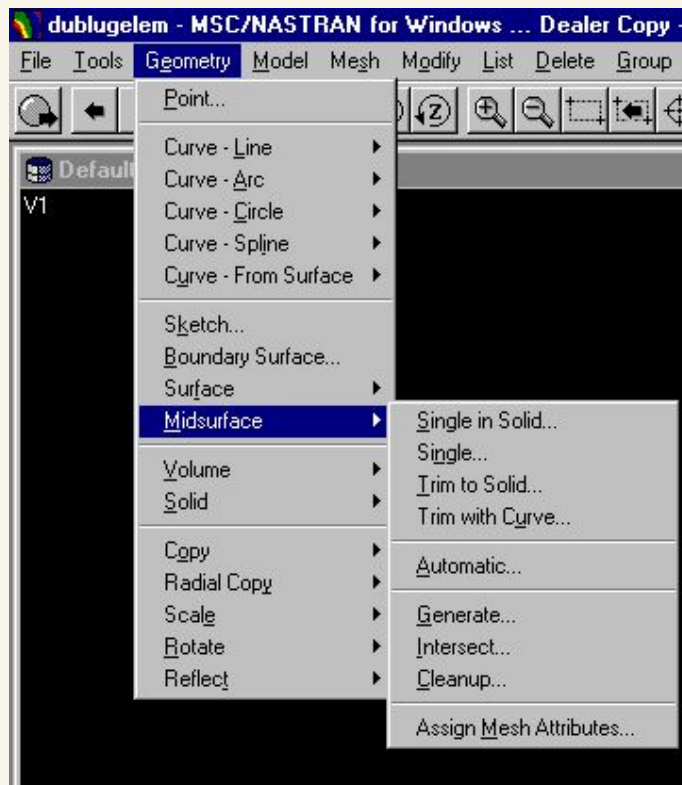 dublugelem - MSC/NASTRAN for Windows ... Dealer Copy -
File Tools Geometry Model Mesh Modify List Delete Group
Z
Default
V1
Point...
Curve - Line
Curve - Arc
Curve - Circle
Curve - Spline
Curve - From Surface
Sketch...
Boundary Surface...
Surface
Midsurface
Volume
Solid
Copy
Radial Copy
Scale
Rotate
Reflect
Single in Solid...
Single...
Trim to Solid...
Trim with Curve...
Automatic...
Generate...
Intersect...
Cleanup...
Assign Mesh Attributes...